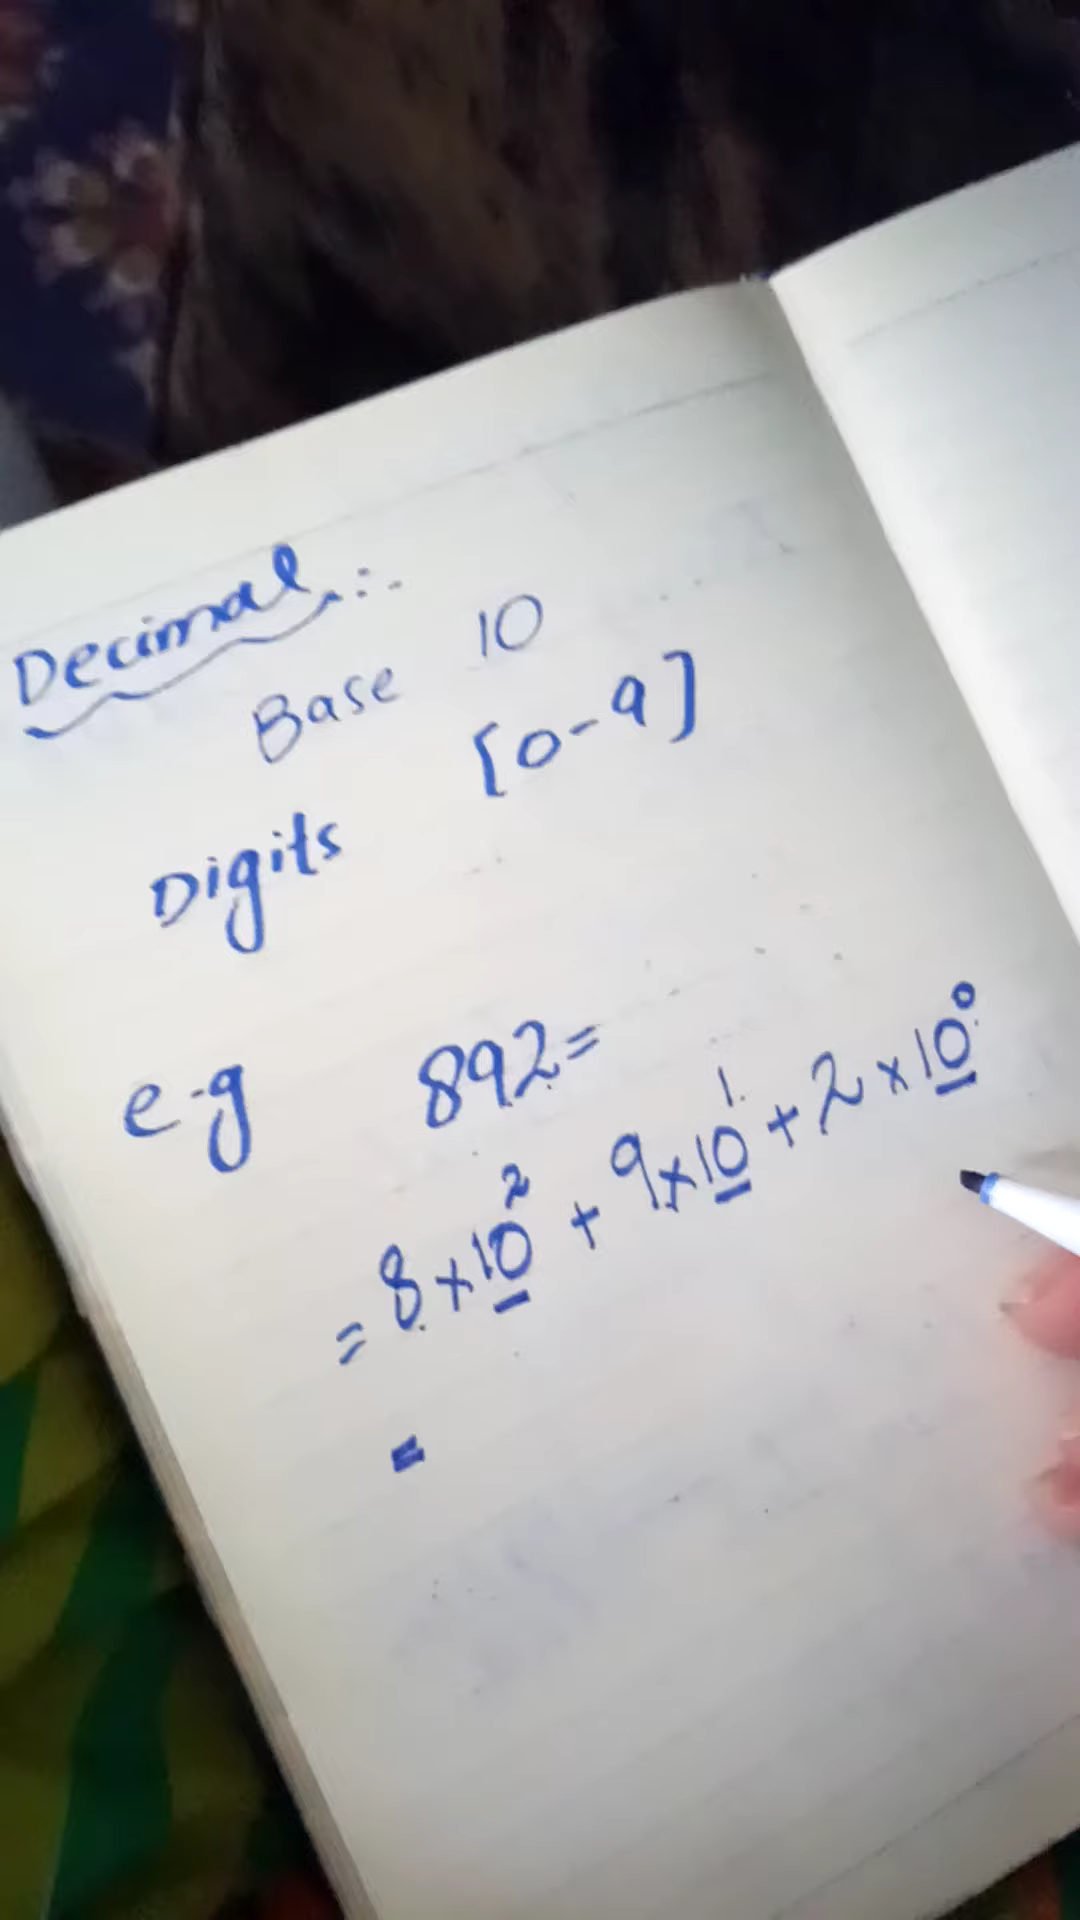 Decimal :-
Base 10
Digits [0-9]
e.g 892=
= 8×10² + 9×10¹ + 2×10⁰
=